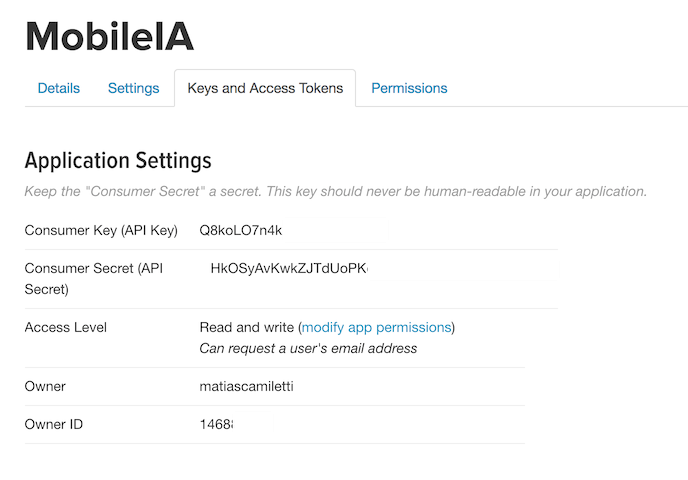 MobileIA
Details Settings Keys and Access Tokens Permissions
Application Settings
Keep the "Consumer Secret" a secret. This key should never be human-readable in your application.
Consumer Key (API Key) Q8koLO7n4k
Consumer Secret (API HkOSyAvKwkZJTdUoPK
Secret)
Access Level Read and write (modify app permissions)
Can request a user's email address
Owner matiascamiletti
Owner ID 1468